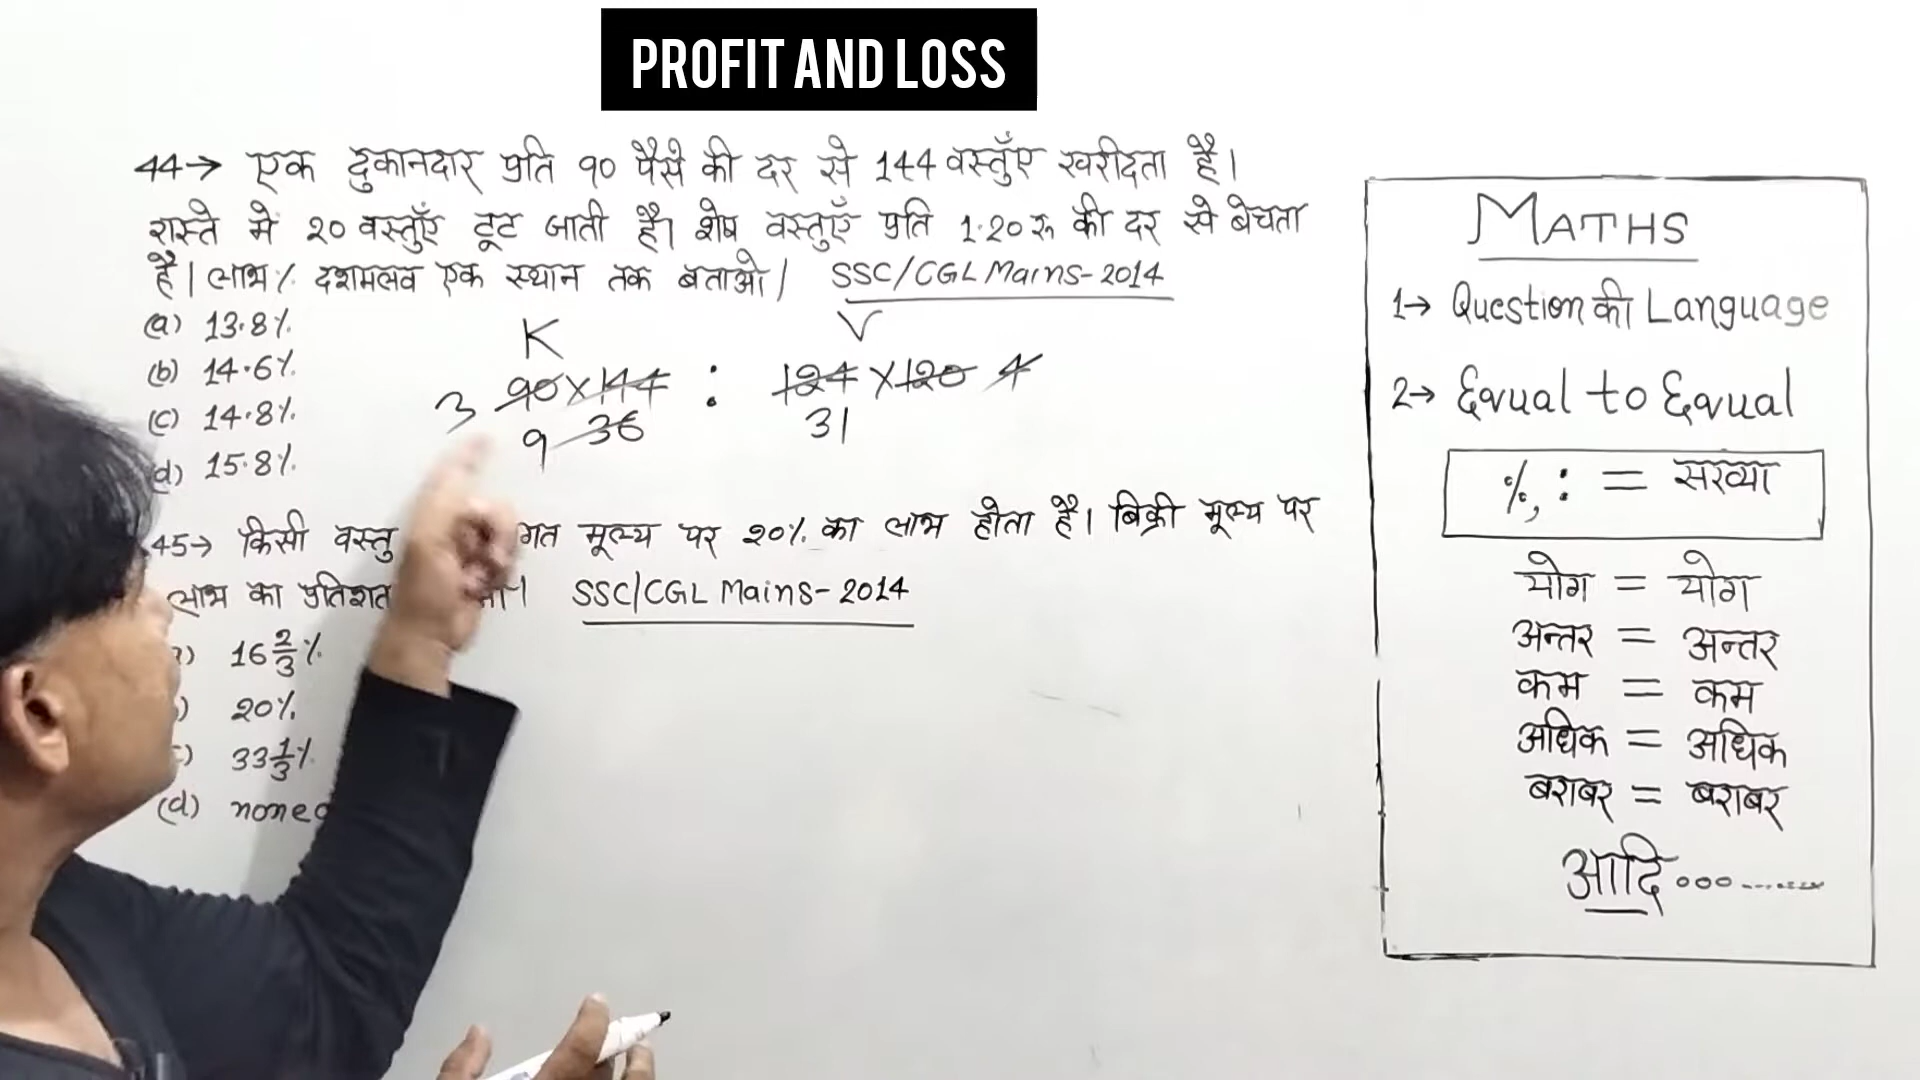 PROFIT AND LOSS
44→ एक दुकानदार प्रति 90 पैसे की दर से 144 वस्तुएँ खरीदता है।
रास्ते में 20 वस्तुएँ टूट जाती है। शेष वस्तुएँ प्रति 1.20 रू की दर से बेचता
है। लाभ% दशमलव एक स्थान तक बताओ। SSC/CGL Mains-2014
(a) 13.8%
(b) 14.6%
(c) 14.8%
(d) 15.8%
K V
3 90×144 : 124×120 4
9 36 31
45→ किसी वस्तु गत मूल्य पर 20% का लाभ होता है। बिक्री मूल्य पर
लाभ का प्रतिशत SSC/CGL Mains-2014
16 2/3 %
20%
33 1/3 %
(d) none
MATHS
1→ Question की Language
2→ Equal to Equal
%, : = सख्या
योग = योग
अन्तर = अन्तर
कम = कम
अधिक = अधिक
बराबर = बराबर
आदि